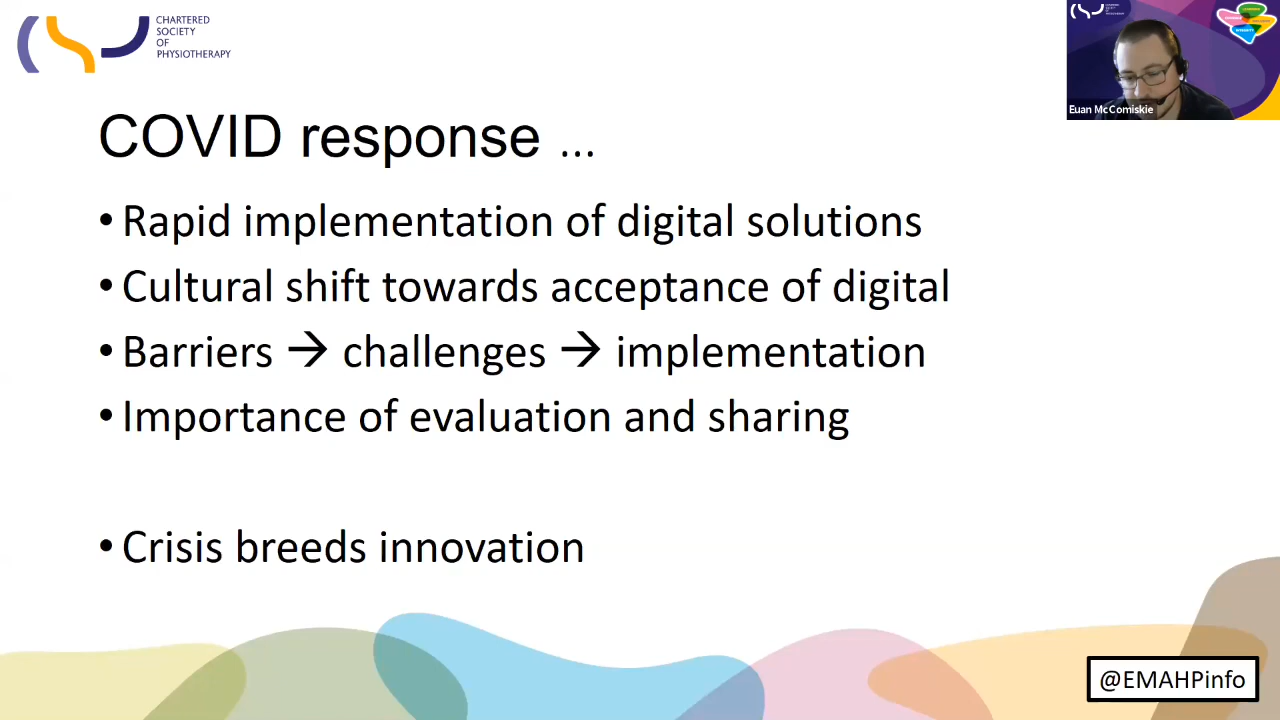 CHARTERED
SOCIETY
OF
PHYSIOTHERAPY
Euan McComiskie
COVID response ...
• Rapid implementation of digital solutions
• Cultural shift towards acceptance of digital
• Barriers → challenges → implementation
• Importance of evaluation and sharing
• Crisis breeds innovation
@EMAHPinfo